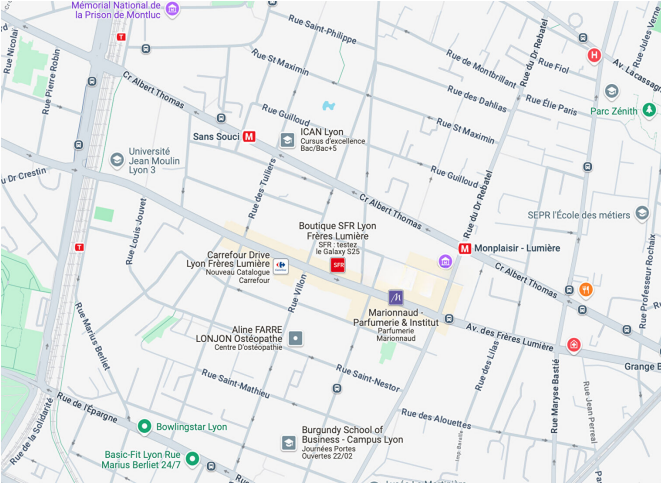 Mémorial National de
la Prison de Montluc
Rue Nicolaï
Rue Pierre Robin
T
Cr Albert Thomas
Rue Saint-Philippe
Rue St Maximin
Rue du Dr Rebatel
Rue de Montbrillant
Rue Fiol
H
Av. Lacassagne
Rue Jules Verne
Rue des Dahlias
Rue Élie Paris
Parc Zénith
Rue Guilloud
Rue St Maximin
Sans Souci
M
ICAN Lyon
Cursus d'excellence
Bac/Bac+5
Université
Jean Moulin
Lyon 3
u Dr Crestin
Rue des Tuiliers
Rue Guilloud
Rue du Dr Rebatel
Cr Albert Thomas
SEPR l'École des métiers
Rue Louis Jouvet
T
Boutique SFR Lyon
Frères Lumière
SFR : testez
le Galaxy S25
SFR
M
Monplaisir - Lumière
Carrefour Drive
Lyon Frères Lumière
Nouveau Catalogue
Carrefour
Cr Albert Thomas
Rue Professeur Rochaix
Rue Villon
Marionnaud -
Parfumerie & Institut
Parfumerie
Marionnaud
Rue Marius Berliet
Aline FARRE
LONJON Ostéopathe
Centre D'ostéopathie
Av. des Frères Lumière
Rue des Lilas
Rue Maryse Bastié
Grange B
Rue Saint-Mathieu
Rue Saint-Nestor
Rue Jean Perréal
Rue de l'Épargne
Rue des Alouettes
Rue de la Solidarité
Bowlingstar Lyon
Burgundy School of
Business - Campus Lyon
Journées Portes
Ouvertes 22/02
Imp. Barelle
Basic-Fit Lyon Rue
Marius Berliet 24/7